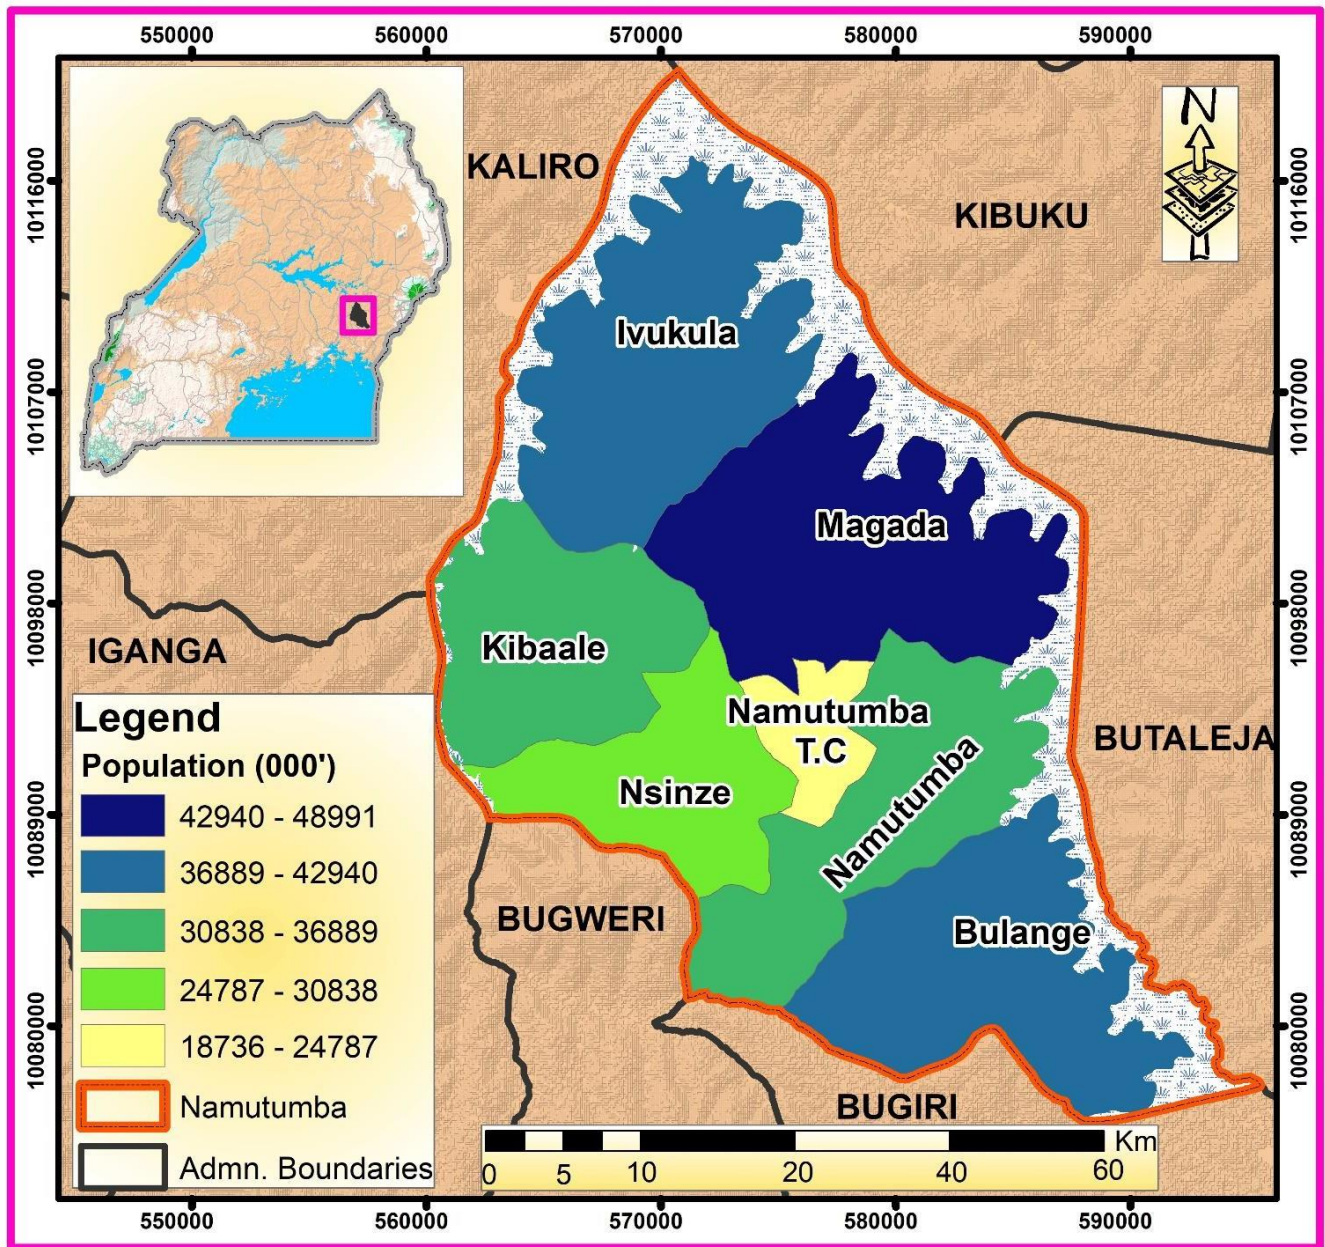 550000 560000 570000 580000 590000
10116000
10107000
10098000
10089000
10080000
N
KALIRO
KIBUKU
10116000
10107000
10098000
10089000
10080000
Ivukula
Magada
Kibaale
IGANGA
Namutumba
T.C
BUTALEJA
Nsinze
Namutumba
BUGWERI
Bulange
BUGIRI
Legend
Population (000')
42940 - 48991
36889 - 42940
30838 - 36889
24787 - 30838
18736 - 24787
Namutumba
Admn. Boundaries
Km
0 5 10 20 40 60
550000 560000 570000 580000 590000